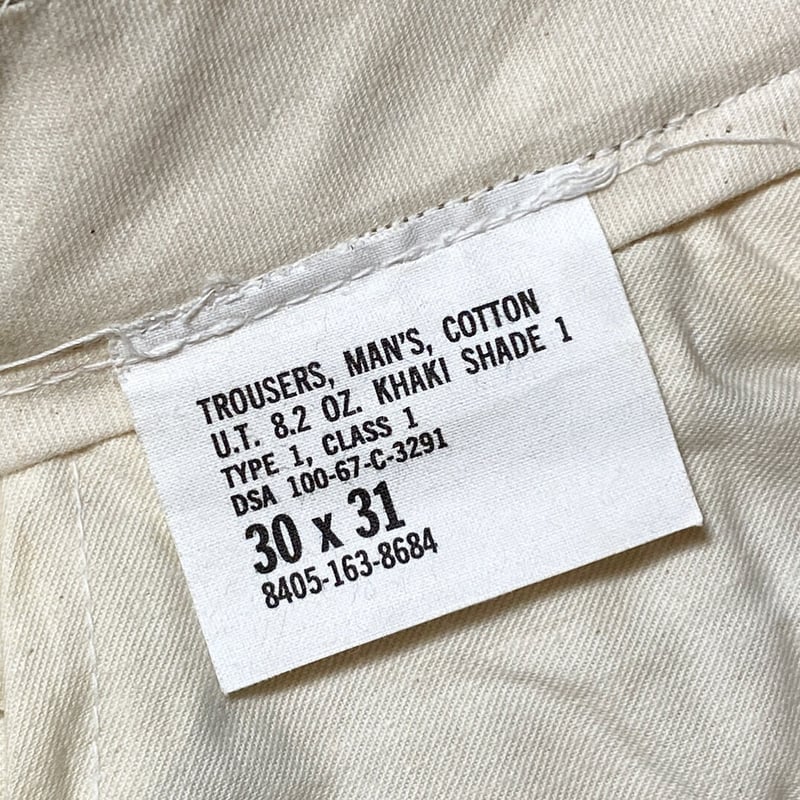 TROUSERS, MAN'S, COTTON
U.T. 8.2 OZ. KHAKI SHADE 1
TYPE 1, CLASS 1
DSA 100-67-C-3291
30 x 31
8405-163-8684